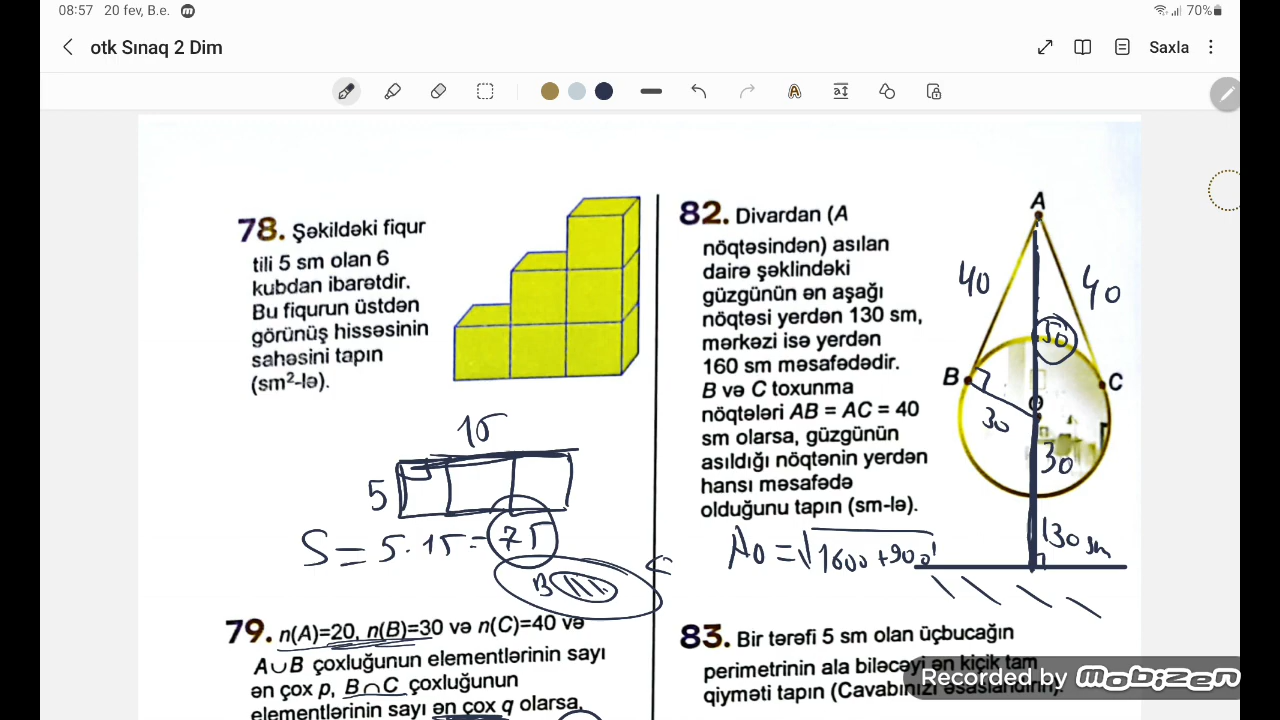 08:57 20 fev, B.e. m 70%
otk Sınaq 2 Dim
Saxla
78. Şəkildəki fiqur
tili 5 sm olan 6
kubdan ibarətdir.
Bu fiqurun üstdən
görünüş hissəsinin
sahəsini tapın
(sm²-lə).
15
5
S = 5·15 = 75
B
79. n(A)=20, n(B)=30 və n(C)=40 və
A∪B çoxluğunun elementlərinin sayı
ən çox p, B∩C çoxluğunun
elementlərinin sayı ən çox q olarsa,
82. Divardan (A
nöqtəsindən) asılan
dairə şəklindəki
güzgünün ən aşağı
nöqtəsi yerdən 130 sm,
mərkəzi isə yerdən
160 sm məsafədədir.
B və C toxunma
nöqtələri AB = AC = 40
sm olarsa, güzgünün
asıldığı nöqtənin yerdən
hansı məsafədə
olduğunu tapın (sm-lə).
A
40
40
50
B
C
O
30
30
130 sm
AO = √1600 + 900
83. Bir tərəfi 5 sm olan üçbucağın
perimetrinin ala biləcəyi ən kiçik tam
qiyməti tapın (Cavabınızı əsaslandırın).
Recorded by mobizen